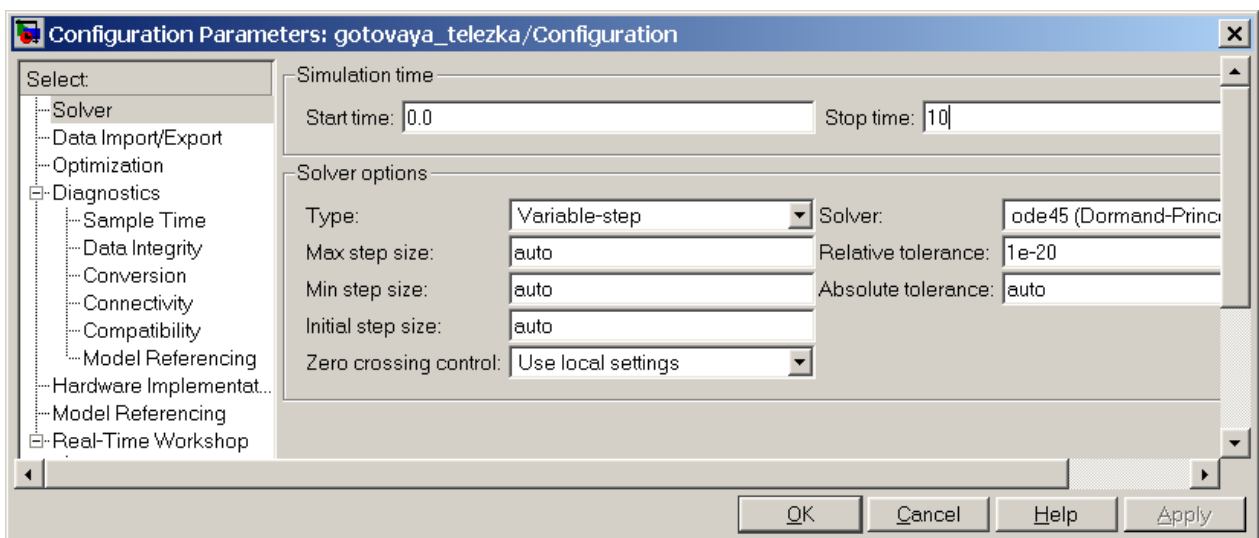 Configuration Parameters: gotovaya_telezka/Configuration
Select:
Solver
Data Import/Export
Optimization
Diagnostics
Sample Time
Data Integrity
Conversion
Connectivity
Compatibility
Model Referencing
Hardware Implementat...
Model Referencing
Real-Time Workshop
Simulation time
Start time: 0.0 Stop time: 10
Solver options
Type: Variable-step Solver: ode45 (Dormand-Princ
Max step size: auto Relative tolerance: 1e-20
Min step size: auto Absolute tolerance: auto
Initial step size: auto
Zero crossing control: Use local settings
OK Cancel Help Apply